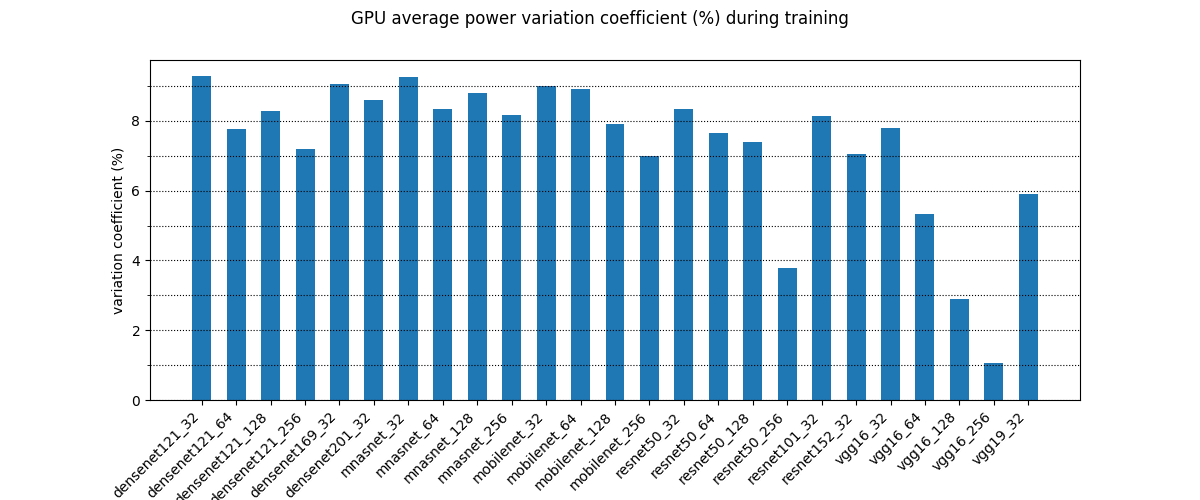 GPU average power variation coefficient (%) during training
variation coefficient (%)
8
6
4
2
0
densenet121_32
densenet121_64
densenet121_128
densenet121_256
densenet169_32
densenet201_32
mnasnet_32
mnasnet_64
mnasnet_128
mnasnet_256
mobilenet_32
mobilenet_64
mobilenet_128
mobilenet_256
resnet50_32
resnet50_64
resnet50_128
resnet50_256
resnet101_32
resnet152_32
vgg16_32
vgg16_64
vgg16_128
vgg16_256
vgg19_32